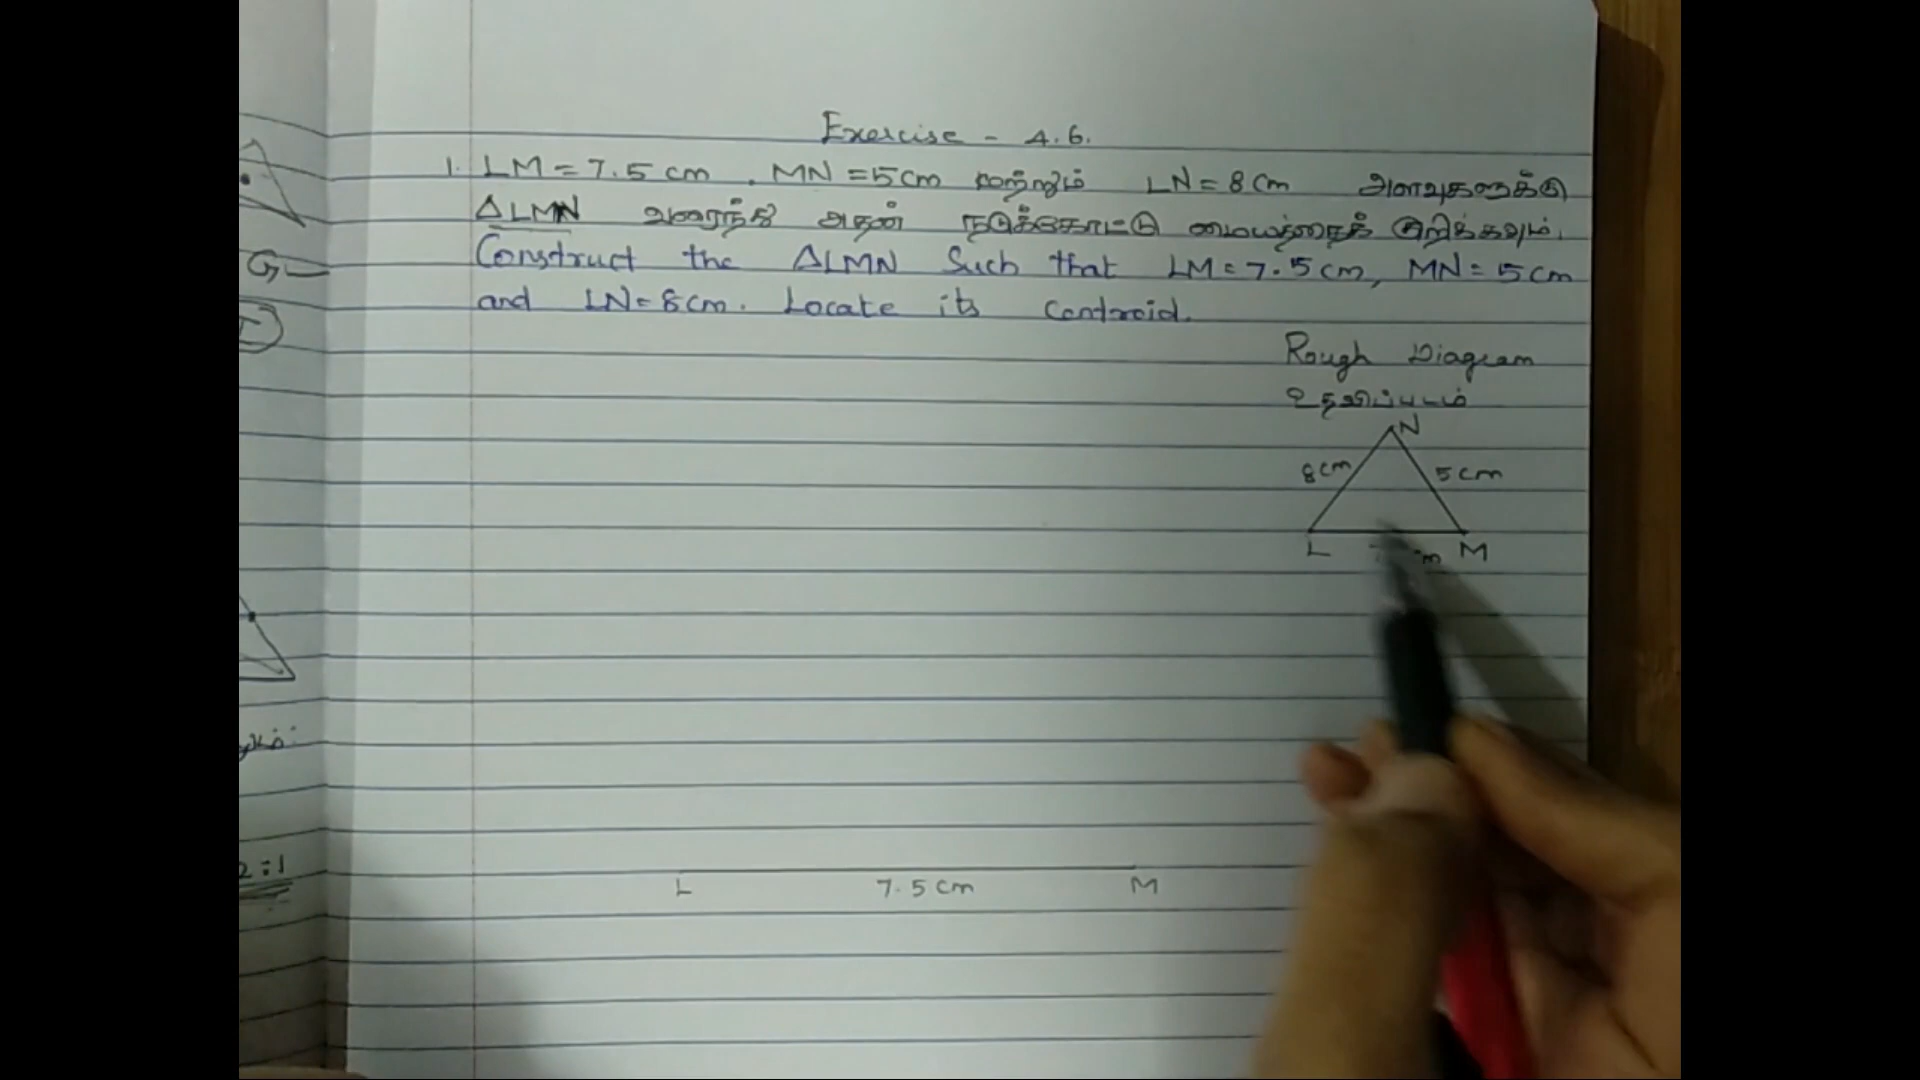 Exercise - 4.6.
1. LM = 7.5 cm, MN = 5 cm மற்றும் LN = 8 cm அளவுகளுக்கு
ΔLMN வரைந்து அதன் நடுக்கோட்டு மையத்தைக் குறிக்கவும்.
Construct the ΔLMN Such that LM = 7.5 cm, MN = 5 cm
and LN = 8 cm. Locate its Centroid.
Rough Diagram
உதவிப்படம்
N
8 cm 5 cm
L M
L 7.5 cm M
G
2:1